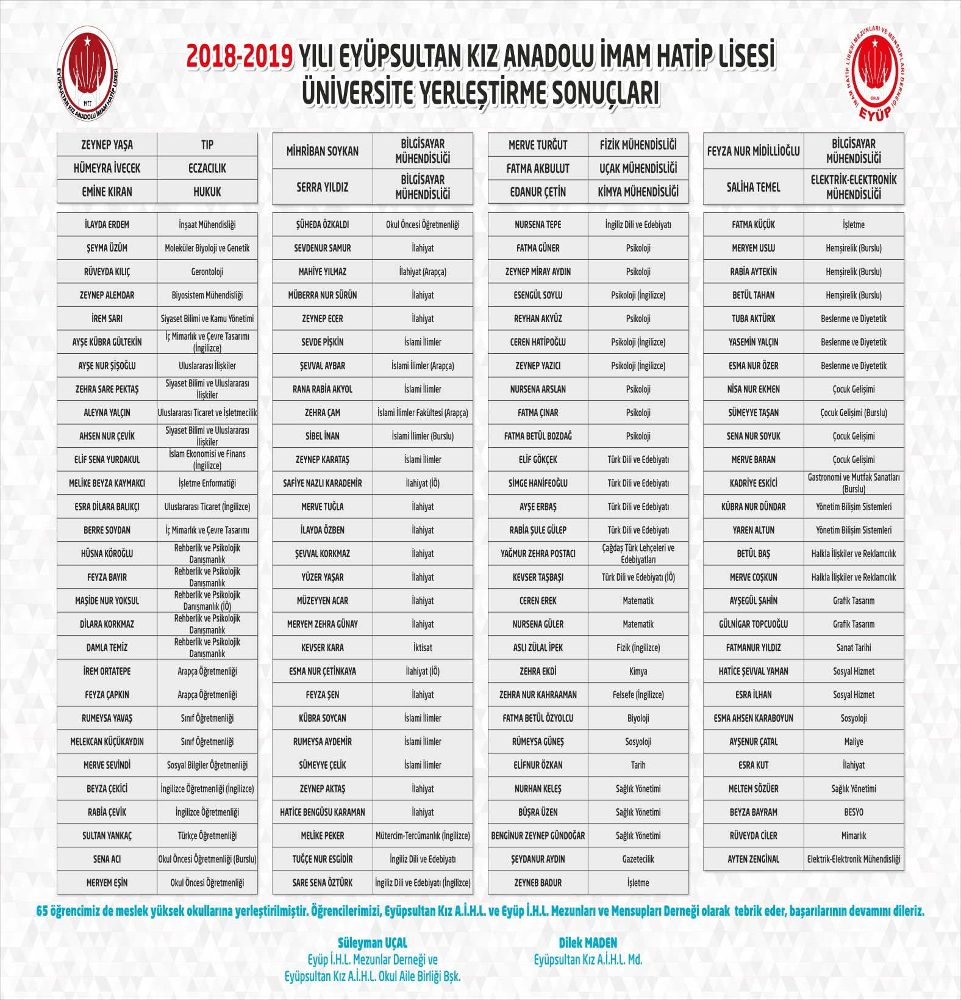 2018-2019 YILI EYÜPSULTAN KIZ ANADOLU İMAM HATİP LİSESİ
ÜNİVERSİTE YERLEŞTİRME SONUÇLARI
EYÜPSULTAN KIZ ANADOLU İMAM HATİP LİSESİ
1977
İMAM HATİP LİSESİ MEZUNLARI VE MENSUPLARI DERNEĞİ
EİHLM
EYÜP
ZEYNEP YAŞA TIP
HÜMEYRA İVECEK ECZACILIK
EMİNE KIRAN HUKUK
İLAYDA ERDEM İnşaat Mühendisliği
ŞEYMA ÜZÜM Moleküler Biyoloji ve Genetik
RÜVEYDA KILIÇ Gerontoloji
ZEYNEP ALEMDAR Biyosistem Mühendisliği
İREM SARI Siyaset Bilimi ve Kamu Yönetimi
AYŞE KÜBRA GÜLTEKİN İç Mimarlık ve Çevre Tasarımı
(İngilizce)
AYŞE NUR ŞİŞOĞLU Uluslararası İlişkiler
ZEHRA SARE PEKTAŞ Siyaset Bilimi ve Uluslararası
İlişkiler
ALEYNA YALÇIN Uluslararası Ticaret ve İşletmecilik
AHSEN NUR ÇEVİK Siyaset Bilimi ve Uluslararası
İlişkiler
ELİF SENA YURDAKUL İslam Ekonomisi ve Finans
(İngilizce)
MELİKE BEYZA KAYMAKCI İşletme Enformatiği
ESRA DİLARA BALIKÇI Uluslararası Ticaret (İngilizce)
BERRE SOYDAN İç Mimarlık ve Çevre Tasarımı
HÜSNA KÖROĞLU Rehberlik ve Psikolojik
Danışmanlık
FEYZA BAYIR Rehberlik ve Psikolojik
Danışmanlık
MAŞİDE NUR YOKSUL Rehberlik ve Psikolojik
Danışmanlık (İÖ)
DİLARA KORKMAZ Rehberlik ve Psikolojik
Danışmanlık
DAMLA TEMİZ Rehberlik ve Psikolojik
Danışmanlık
İREM ORTATEPE Arapça Öğretmenliği
FEYZA ÇAPKIN Arapça Öğretmenliği
RUMEYSA YAVAŞ Sınıf Öğretmenliği
MELEKCAN KÜÇÜKAYDIN Sınıf Öğretmenliği
MERVE SEVİNDİ Sosyal Bilgiler Öğretmenliği
BEYZA ÇEKİCİ İngilizce Öğretmenliği (İngilizce)
RABİA ÇEVİK İngilizce Öğretmenliği
SULTAN YANKAÇ Türkçe Öğretmenliği
SENA ACI Okul Öncesi Öğretmenliği (Burslu)
MERYEM EŞİN Okul Öncesi Öğretmenliği
MİHRİBAN SOYKAN BİLGİSAYAR
MÜHENDİSLİĞİ
SERRA YILDIZ BİLGİSAYAR
MÜHENDİSLİĞİ
ŞÜHEDA ÖZKALDI Okul Öncesi Öğretmenliği
SEVDENUR SAMUR İlahiyat
MAHİYE YILMAZ İlahiyat (Arapça)
MÜBERRA NUR SÜRÜN İlahiyat
ZEYNEP ECER İlahiyat
SEVDE PİŞKİN İslami İlimler
ŞEVVAL AYBAR İslami İlimler (Arapça)
RANA RABİA AKYOL İslami İlimler
ZEHRA ÇAM İslami İlimler Fakültesi (Arapça)
SİBEL İNAN İslami İlimler (Burslu)
ZEYNEP KARATAŞ İslami İlimler
SAFİYE NAZLI KARADEMİR İlahiyat (İÖ)
MERVE TUĞLA İlahiyat
İLAYDA ÖZBEN İlahiyat
ŞEVVAL KORKMAZ İlahiyat
YÜZER YAŞAR İlahiyat
MÜZEYYEN ACAR İlahiyat
MERYEM ZEHRA GÜNAY İlahiyat
KEVSER KARA İktisat
ESMA NUR ÇETİNKAYA İlahiyat (İÖ)
FEYZA ŞEN İlahiyat
KÜBRA SOYCAN İslami İlimler
RUMEYSA AYDEMİR İslami İlimler
SÜMEYYE ÇELİK İslami İlimler
ZEYNEP AKTAŞ İlahiyat
HATİCE BENGÜSU KARAMAN İlahiyat
MELİKE PEKER Mütercim-Tercümanlık (İngilizce)
TUĞÇE NUR ESGİDİR İngiliz Dili ve Edebiyatı
SARE SENA ÖZTÜRK İngiliz Dili ve Edebiyatı (İngilizce)
MERVE TURĞUT FİZİK MÜHENDİSLİĞİ
FATMA AKBULUT UÇAK MÜHENDİSLİĞİ
EDANUR ÇETİN KİMYA MÜHENDİSLİĞİ
NURSENA TEPE İngiliz Dili ve Edebiyatı
FATMA GÜNER Psikoloji
ZEYNEP MİRAY AYDIN Psikoloji
ESENGÜL SOYLU Psikoloji (İngilizce)
REYHAN AKYÜZ Psikoloji
CEREN HATİPOĞLU Psikoloji (İngilizce)
ZEYNEP YAZICI Psikoloji (İngilizce)
NURSENA ARSLAN Psikoloji
FATMA ÇINAR Psikoloji
FATMA BETÜL BOZDAĞ Psikoloji
ELİF GÖKÇEK Türk Dili ve Edebiyatı
SİMGE HANİFEOĞLU Türk Dili ve Edebiyatı
AYŞE ERBAŞ Türk Dili ve Edebiyatı
RABİA ŞULE GÜLEP Türk Dili ve Edebiyatı
YAĞMUR ZEHRA POSTACI Çağdaş Türk Lehçeleri ve
Edebiyatları
KEVSER TAŞBAŞI Türk Dili ve Edebiyatı (İÖ)
CEREN EREK Matematik
NURSENA GÜLER Matematik
ASLI ZÜLAL İPEK Fizik (İngilizce)
ZEHRA EKDİ Kimya
ZEHRA NUR KAHRAAMAN Felsefe (İngilizce)
FATMA BETÜL ÖZYOLCU Biyoloji
RÜMEYSA GÜNEŞ Sosyoloji
ELİFNUR ÖZKAN Tarih
NURHAN KELEŞ Sağlık Yönetimi
BÜŞRA ÜZEN Sağlık Yönetimi
BENGİNUR ZEYNEP GÜNDOĞAR Sağlık Yönetimi
ŞEYDANUR AYDIN Gazetecilik
ZEYNEB BADUR İşletme
FEYZA NUR MİDİLLİOĞLU BİLGİSAYAR
MÜHENDİSLİĞİ
SALİHA TEMEL ELEKTRİK-ELEKTRONİK
MÜHENDİSLİĞİ
FATMA KÜÇÜK İşletme
MERYEM USLU Hemşirelik (Burslu)
RABİA AYTEKİN Hemşirelik (Burslu)
BETÜL TAHAN Hemşirelik (Burslu)
TUBA AKTÜRK Beslenme ve Diyetetik
YASEMİN YALÇIN Beslenme ve Diyetetik
ESMA NUR ÖZER Beslenme ve Diyetetik
NİSA NUR EKMEN Çocuk Gelişimi
SÜMEYYE TAŞAN Çocuk Gelişimi (Burslu)
SENA NUR SOYUK Çocuk Gelişimi
MERVE BARAN Çocuk Gelişimi
KADRİYE ESKİCİ Gastronomi ve Mutfak Sanatları
(Burslu)
KÜBRA NUR DÜNDAR Yönetim Bilişim Sistemleri
YAREN ALTUN Yönetim Bilişim Sistemleri
BETÜL BAŞ Halkla İlişkiler ve Reklamcılık
MERVE COŞKUN Halkla İlişkiler ve Reklamcılık
AYŞEGÜL ŞAHİN Grafik Tasarım
GÜLNİGAR TOPCUOĞLU Grafik Tasarım
FATMANUR YILDIZ Sanat Tarihi
HATİCE ŞEVVAL YAMAN Sosyal Hizmet
ESRA İLHAN Sosyal Hizmet
ESMA AHSEN KARABOYUN Sosyoloji
AYŞENUR ÇATAL Maliye
ESRA KUT İlahiyat
MELTEM SÖZÜER Sağlık Yönetimi
BEYZA BAYRAM BESYO
RÜVEYDA CİLER Mimarlık
AYTEN ZENGİNAL Elektrik-Elektronik Mühendisliği
65 öğrencimiz de meslek yüksek okullarına yerleştirilmiştir. Öğrencilerimizi, Eyüpsultan Kız A.İ.H.L. ve Eyüp İ.H.L. Mezunları ve Mensupları Derneği olarak tebrik eder, başarılarının devamını dileriz.
Süleyman UÇAL
Eyüp İ.H.L. Mezunlar Derneği ve
Eyüpsultan Kız A.İ.H.L. Okul Aile Birliği Bşk.
Dilek MADEN
Eyüpsultan Kız A.İ.H.L. Md.